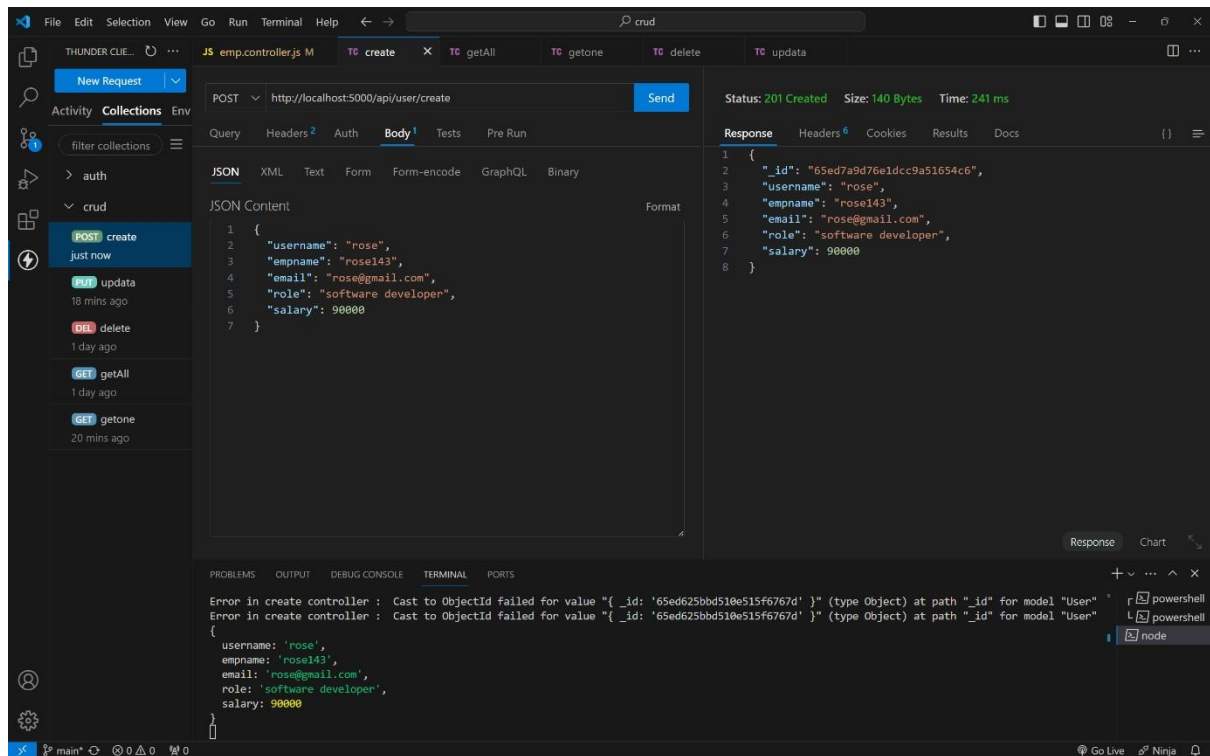 File Edit Selection View Go Run Terminal Help
crud
THUNDER CLIE...
JS emp.controller.js M
TC create
TC getAll
TC getone
TC delete
TC updata
New Request
Activity Collections Env
filter collections
auth
crud
POST create
just now
PUT updata
18 mins ago
DEL delete
1 day ago
GET getAll
1 day ago
GET getone
20 mins ago
1
POST http://localhost:5000/api/user/create Send
Query Headers 2 Auth Body 1 Tests Pre Run
JSON XML Text Form Form-encode GraphQL Binary
JSON Content Format
1 {
2 "username": "rose",
3 "empname": "rose143",
4 "email": "rose@gmail.com",
5 "role": "software developer",
6 "salary": 90000
7 }
Status: 201 Created Size: 140 Bytes Time: 241 ms
Response Headers 6 Cookies Results Docs {}
1 {
2 "_id": "65ed7a9d76e1dcc9a51654c6",
3 "username": "rose",
4 "empname": "rose143",
5 "email": "rose@gmail.com",
6 "role": "software developer",
7 "salary": 90000
8 }
Response Chart
PROBLEMS OUTPUT DEBUG CONSOLE TERMINAL PORTS
Error in create controller : Cast to ObjectId failed for value "{ _id: '65ed625bbd510e515f6767d' }" (type Object) at path "_id" for model "User"
Error in create controller : Cast to ObjectId failed for value "{ _id: '65ed625bbd510e515f6767d' }" (type Object) at path "_id" for model "User"
{
username: 'rose',
empname: 'rose143',
email: 'rose@gmail.com',
role: 'software developer',
salary: 90000
}
powershell
powershell
node
main* 0 0 0 Go Live Ninja